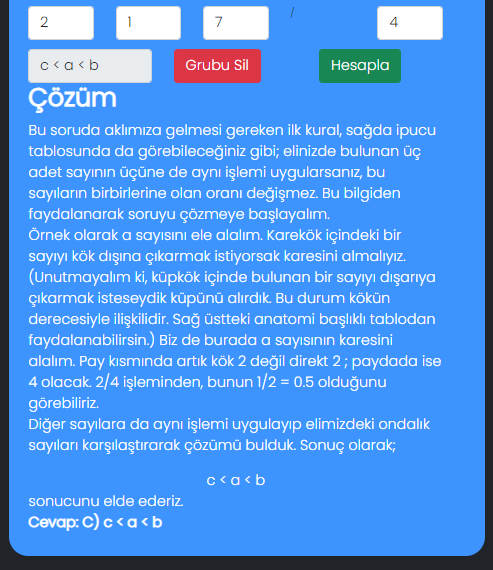 2 1 7 / 4
c < a < b Grubu Sil Hesapla
Çözüm
Bu soruda aklımıza gelmesi gereken ilk kural, sağda ipucu
tablosunda da görebileceğiniz gibi; elinizde bulunan üç
adet sayının üçüne de aynı işlemi uygularsanız, bu
sayıların birbirlerine olan oranı değişmez. Bu bilgiden
faydalanarak soruyu çözmeye başlayalım.
Örnek olarak a sayısını ele alalım. Karekök içindeki bir
sayıyı kök dışına çıkarmak istiyorsak karesini almalıyız.
(Unutmayalım ki, küpkök içinde bulunan bir sayıyı dışarıya
çıkarmak isteseydik küpünü alırdık. Bu durum kökün
derecesiyle ilişkilidir. Sağ üstteki anatomi başlıklı tablodan
faydalanabilirsin.) Biz de burada a sayısının karesini
alalım. Pay kısmında artık kök 2 değil direkt 2 ; paydada ise
4 olacak. 2/4 işleminden, bunun 1/2 = 0.5 olduğunu
görebiliriz.
Diğer sayılara da aynı işlemi uygulayıp elimizdeki ondalık
sayıları karşılaştırarak çözümü bulduk. Sonuç olarak;
c < a < b
sonucunu elde ederiz.
Cevap: C) c < a < b